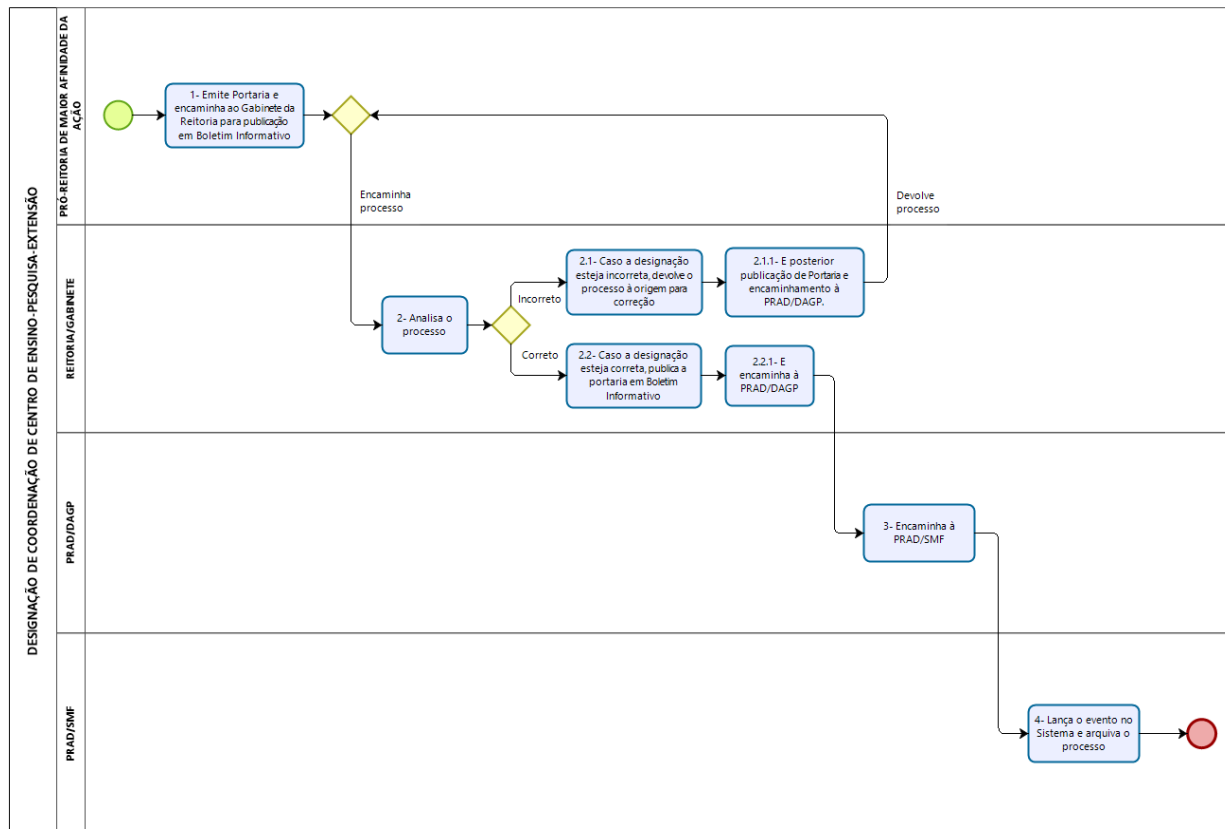 DESIGNAÇÃO DE COORDENAÇÃO DE CENTRO DE ENSINO-PESQUISA-EXTENSÃO
PRÓ-REITORIA DE MAIOR AFINIDADE DA
AÇÃO
1- Emite Portaria e
encaminha ao Gabinete da
Reitoria para publicação
em Boletim Informativo
Encaminha
processo
Devolve
processo
REITORIA/GABINETE
2- Analisa o
processo
Incorreto
2.1- Caso a designação
esteja incorreta, devolve o
processo à origem para
correção
2.1.1- E posterior
publicação de Portaria e
encaminhamento à
PRAD/DAGP.
Correto
2.2- Caso a designação
esteja correta, publica a
portaria em Boletim
Informativo
2.2.1- E
encaminha à
PRAD/DAGP
PRAD/DAGP
3- Encaminha à
PRAD/SMF
PRAD/SMF
4- Lança o evento no
Sistema e arquiva o
processo